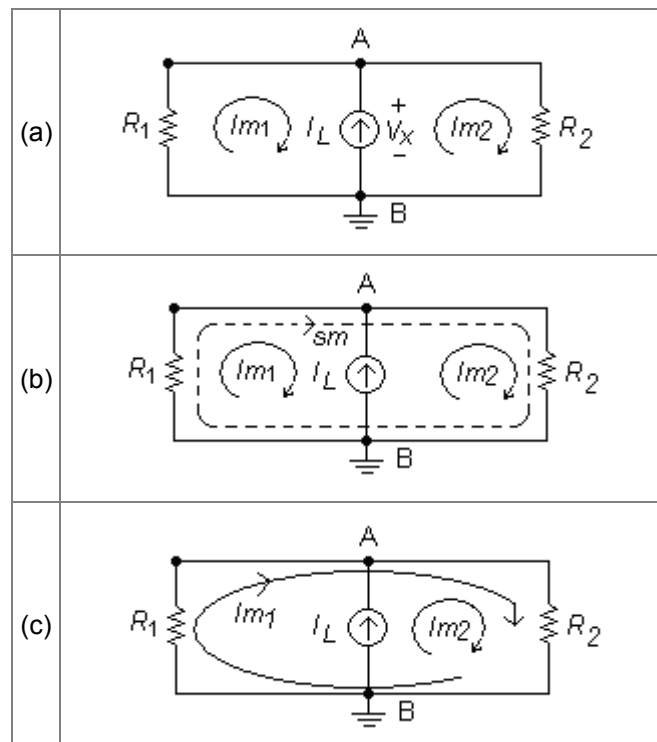 A
(a) R1 Im1 IL + Vx − Im2 R2
B
A
sm
(b) R1 Im1 IL Im2 R2
B
A
(c) R1 Im1 IL Im2 R2
B